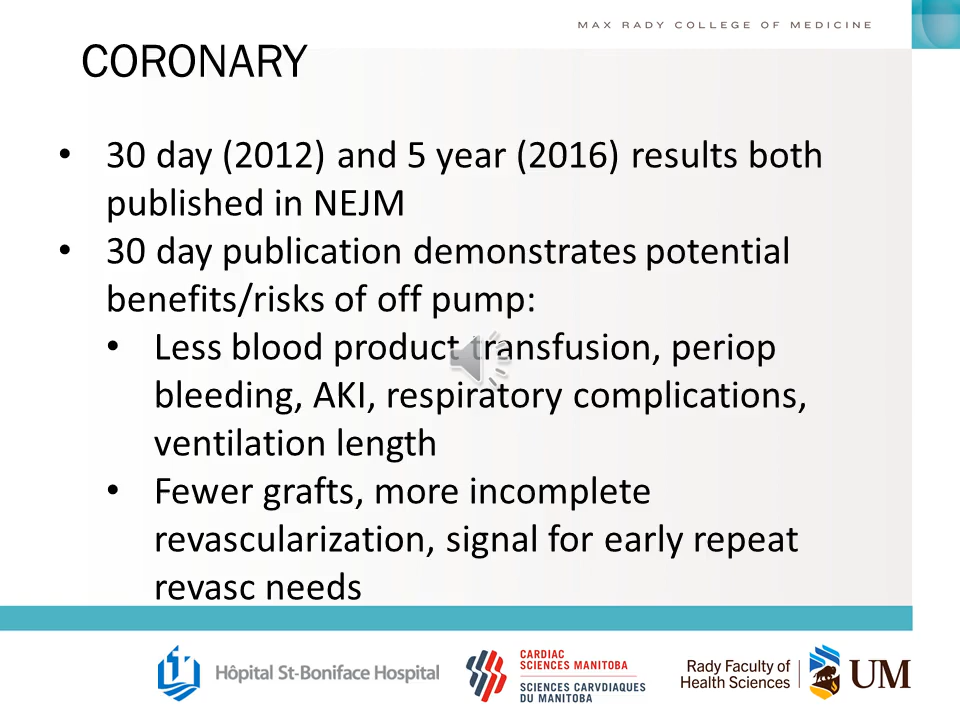 MAX RADY COLLEGE OF MEDICINE
CORONARY
• 30 day (2012) and 5 year (2016) results both
published in NEJM
• 30 day publication demonstrates potential
benefits/risks of off pump:
• Less blood product transfusion, periop
bleeding, AKI, respiratory complications,
ventilation length
• Fewer grafts, more incomplete
revascularization, signal for early repeat
revasc needs
Hôpital St-Boniface Hospital
CARDIAC
SCIENCES MANITOBA
SCIENCES CARVDIAQUES
DU MANITOBA
Rady Faculty of
Health Sciences
UM